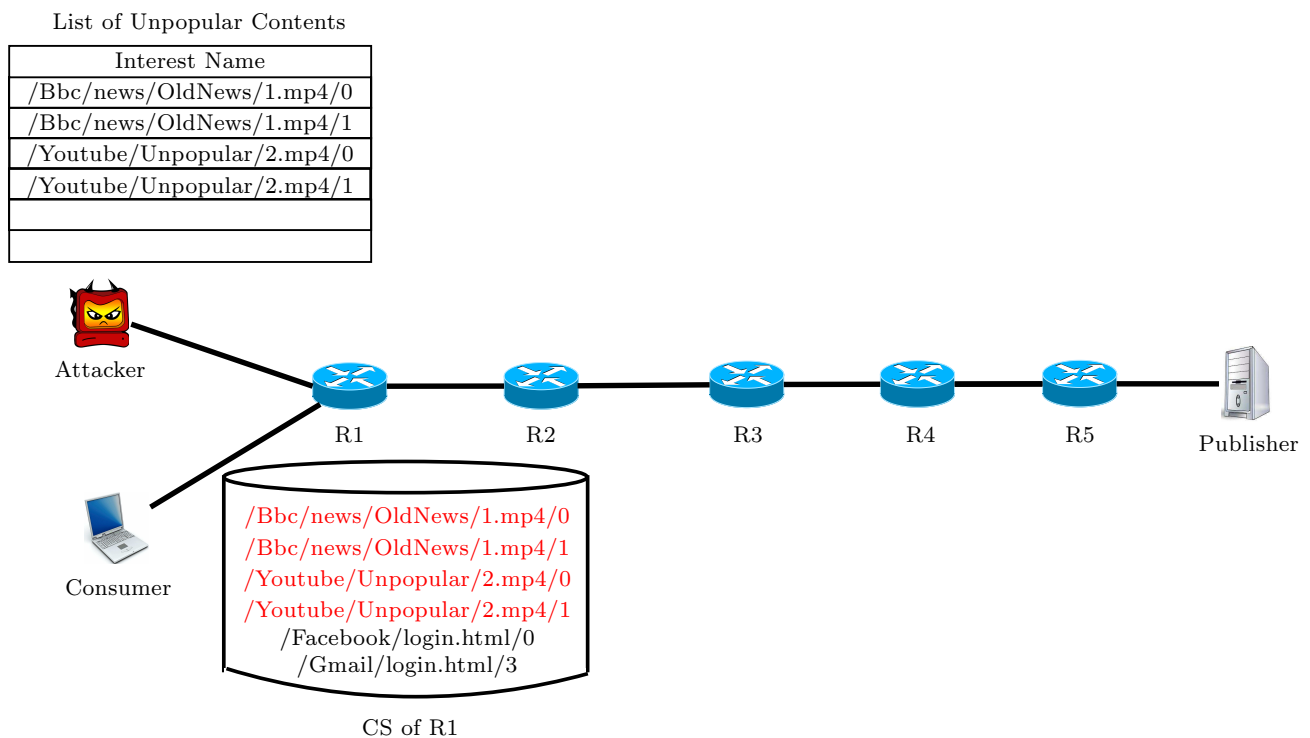 List of Unpopular Contents
Interest Name
/Bbc/news/OldNews/1.mp4/0
/Bbc/news/OldNews/1.mp4/1
/Youtube/Unpopular/2.mp4/0
/Youtube/Unpopular/2.mp4/1
Attacker
R1
R2
R3
R4
R5
Publisher
Consumer
/Bbc/news/OldNews/1.mp4/0
/Bbc/news/OldNews/1.mp4/1
/Youtube/Unpopular/2.mp4/0
/Youtube/Unpopular/2.mp4/1
/Facebook/login.html/0
/Gmail/login.html/3
CS of R1